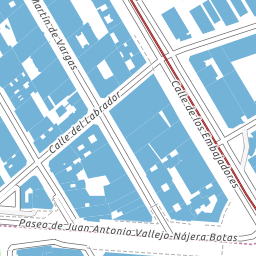 Martín de Vargas
Calle del Labrador
Calle de los Embajadores
Paseo de Juan Antonio Vallejo-Nájera Botas